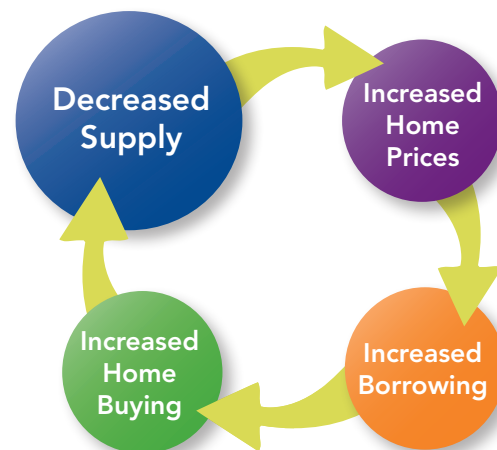 Decreased
Supply
Increased
Home
Prices
Increased
Borrowing
Increased
Home
Buying